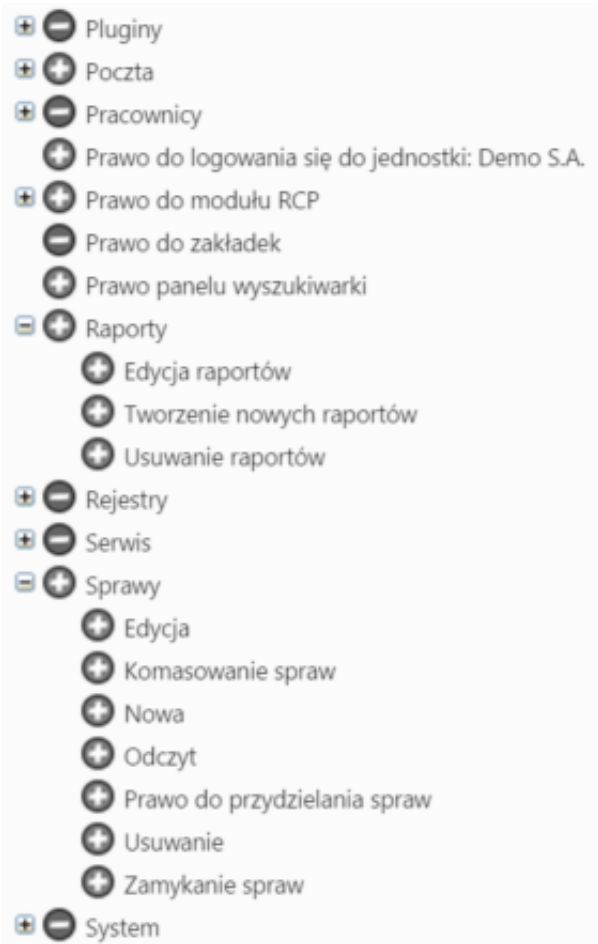 Pluginy
Poczta
Pracownicy
Prawo do logowania się do jednostki: Demo S.A.
Prawo do modułu RCP
Prawo do zakładek
Prawo panelu wyszukiwarki
Raporty
Edycja raportów
Tworzenie nowych raportów
Usuwanie raportów
Rejestry
Serwis
Sprawy
Edycja
Komasowanie spraw
Nowa
Odczyt
Prawo do przydzielania spraw
Usuwanie
Zamykanie spraw
System